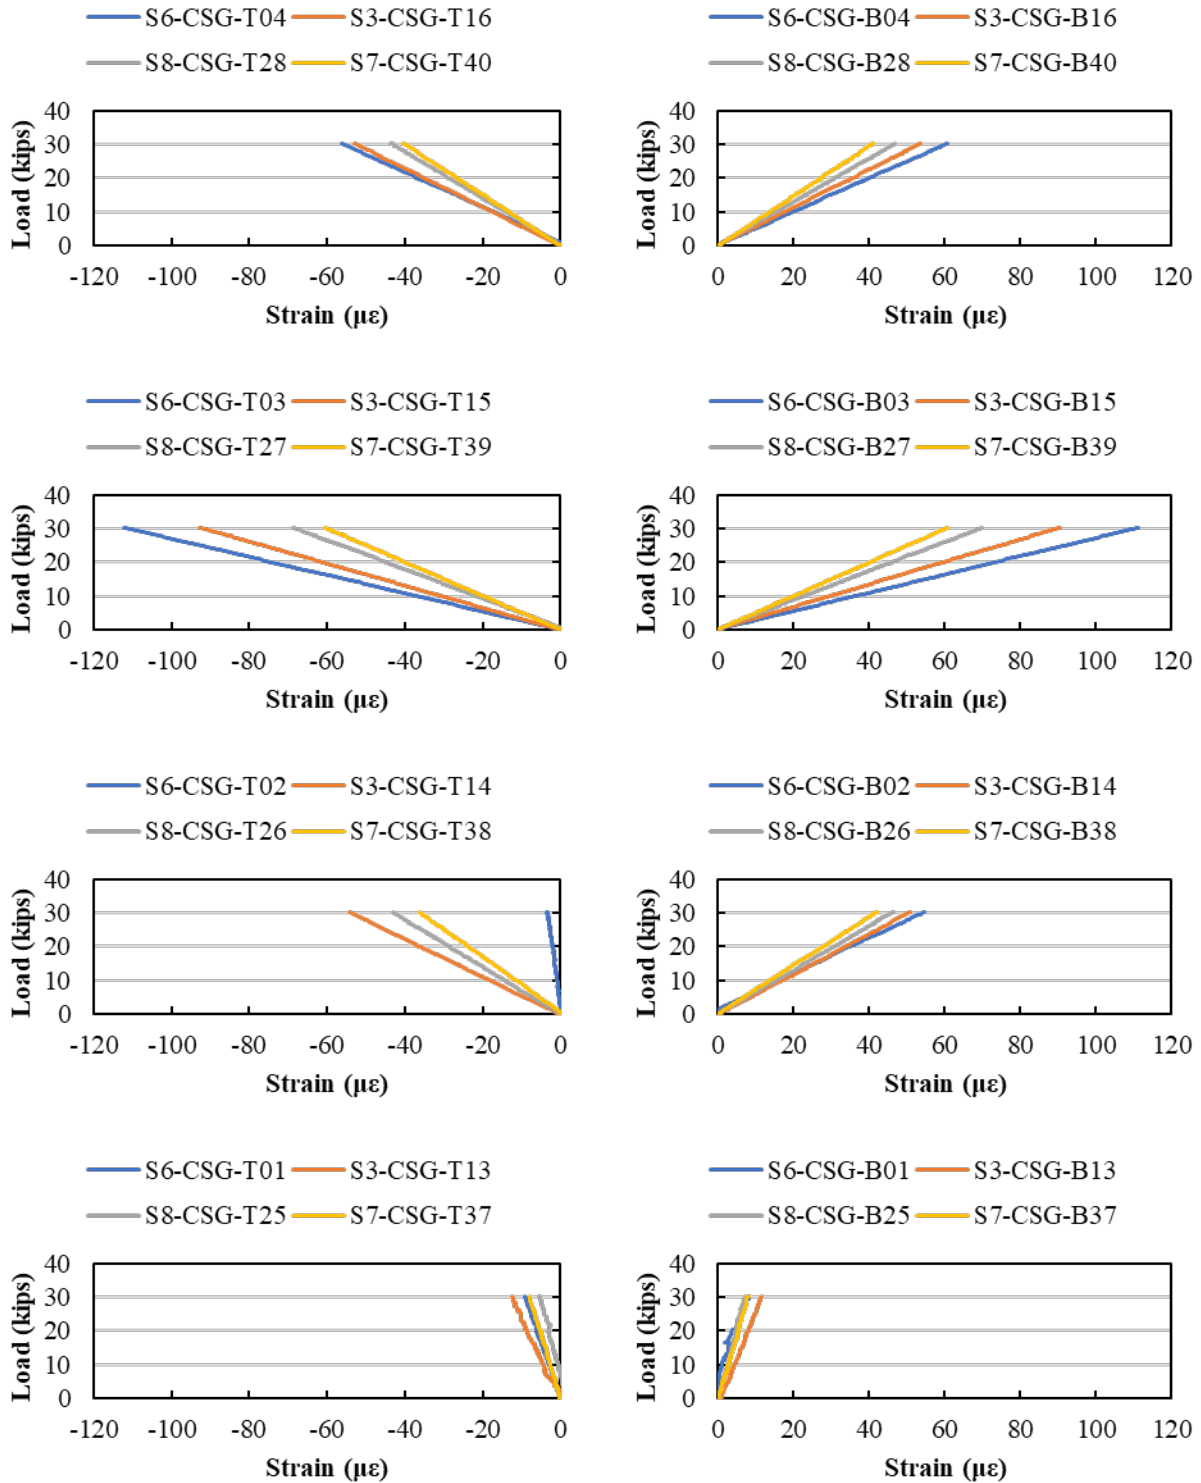 S6-CSG-T04 S3-CSG-T16
S8-CSG-T28 S7-CSG-T40
40
30
20
10
0
Load (kips)
-120 -100 -80 -60 -40 -20 0
Strain (με)
S6-CSG-B04 S3-CSG-B16
S8-CSG-B28 S7-CSG-B40
40
30
20
10
0
Load (kips)
0 20 40 60 80 100 120
Strain (με)
S6-CSG-T03 S3-CSG-T15
S8-CSG-T27 S7-CSG-T39
40
30
20
10
0
Load (kips)
-120 -100 -80 -60 -40 -20 0
Strain (με)
S6-CSG-B03 S3-CSG-B15
S8-CSG-B27 S7-CSG-B39
40
30
20
10
0
Load (kips)
0 20 40 60 80 100 120
Strain (με)
S6-CSG-T02 S3-CSG-T14
S8-CSG-T26 S7-CSG-T38
40
30
20
10
0
Load (kips)
-120 -100 -80 -60 -40 -20 0
Strain (με)
S6-CSG-B02 S3-CSG-B14
S8-CSG-B26 S7-CSG-B38
40
30
20
10
0
Load (kips)
0 20 40 60 80 100 120
Strain (με)
S6-CSG-T01 S3-CSG-T13
S8-CSG-T25 S7-CSG-T37
40
30
20
10
0
Load (kips)
-120 -100 -80 -60 -40 -20 0
Strain (με)
S6-CSG-B01 S3-CSG-B13
S8-CSG-B25 S7-CSG-B37
40
30
20
10
0
Load (kips)
0 20 40 60 80 100 120
Strain (με)